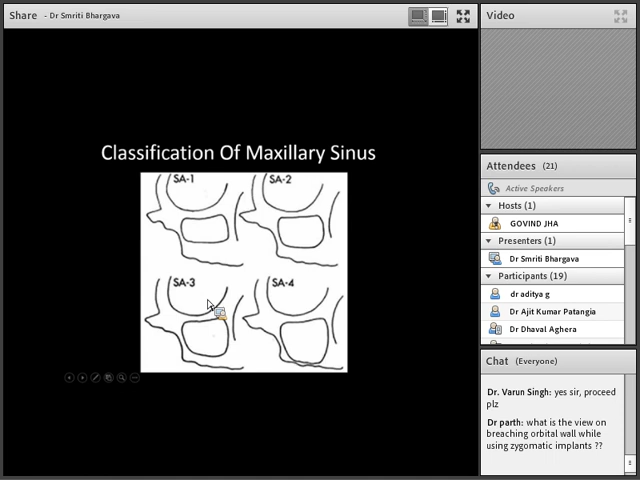 Share - Dr Smriti Bhargava
Classification Of Maxillary Sinus
SA-1 SA-2
SA-3 SA-4
Video
Attendees (21)
Active Speakers
Hosts (1)
GOVIND JHA
Presenters (1)
Dr Smriti Bhargava
Participants (19)
dr aditya g
Dr Ajit Kumar Patangia
Dr Dhaval Aghera
Chat (Everyone)
Dr. Varun Singh: yes sir, proceed
plz
Dr parth: what is the view on
breaching orbital wall while
using zygomatic implants ??